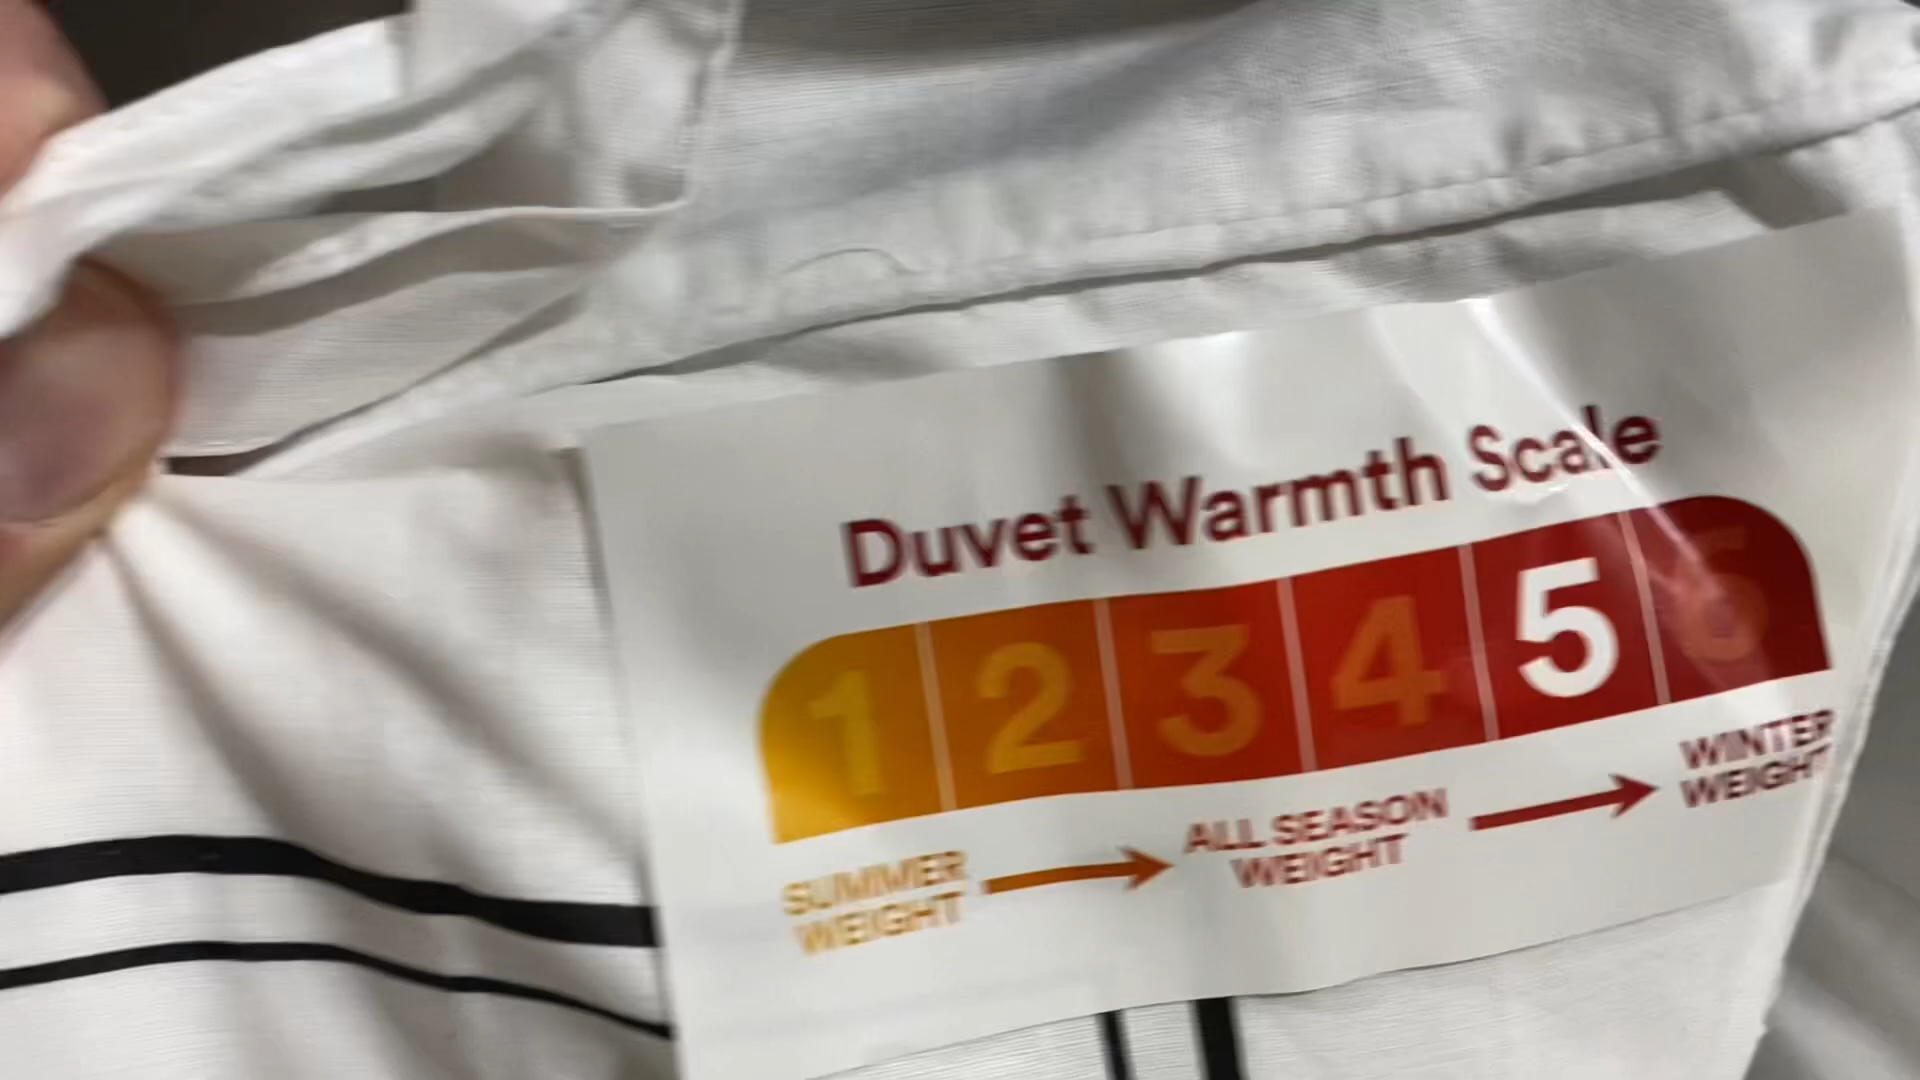 Duvet Warmth Scale
1 2 3 4 5 6
SUMMER
WEIGHT
ALL SEASON
WEIGHT
WINTER
WEIGHT